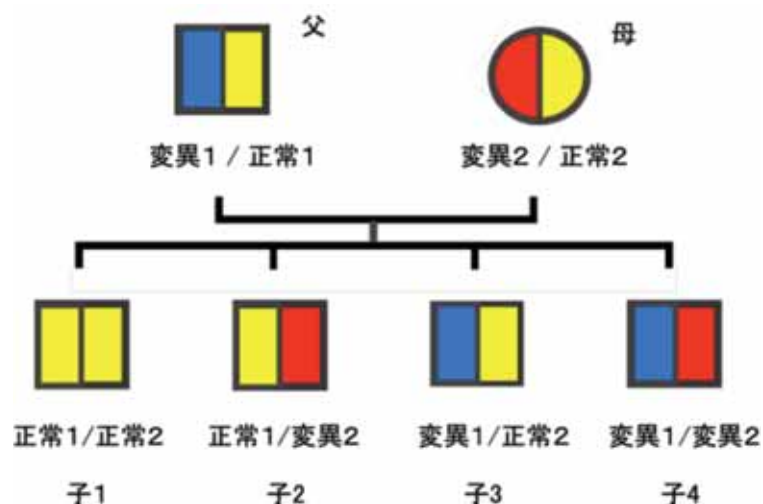 父
母
変異1 / 正常1
変異2 / 正常2
正常1/正常2
正常1/変異2
変異1/正常2
変異1/変異2
子1
子2
子3
子4